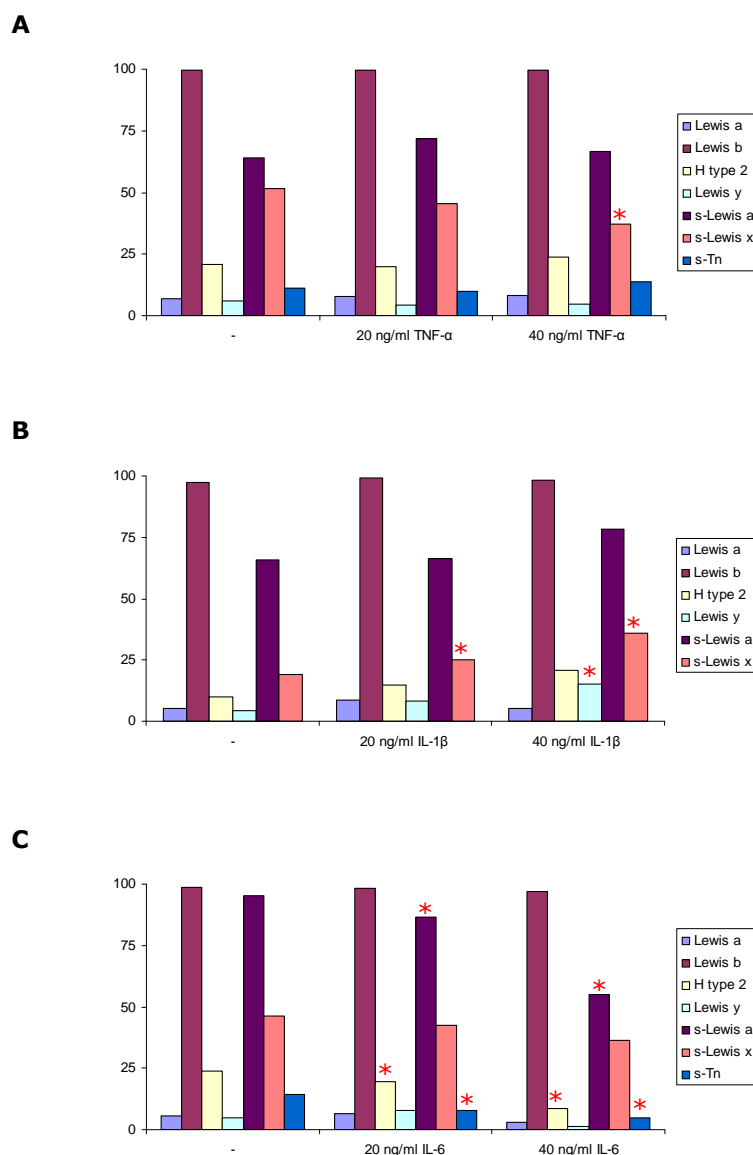 A
100
75
50
25
0
-
20 ng/ml TNF-α
40 ng/ml TNF-α
*
Lewis a
Lewis b
H type 2
Lewis y
s-Lewis a
s-Lewis x
s-Tn
B
100
75
50
25
0
-
20 ng/ml IL-1β
40 ng/ml IL-1β
*
*
*
Lewis a
Lewis b
H type 2
Lewis y
s-Lewis a
s-Lewis x
C
100
75
50
25
0
-
20 ng/ml IL-6
40 ng/ml IL-6
*
*
*
*
*
*
Lewis a
Lewis b
H type 2
Lewis y
s-Lewis a
s-Lewis x
s-Tn